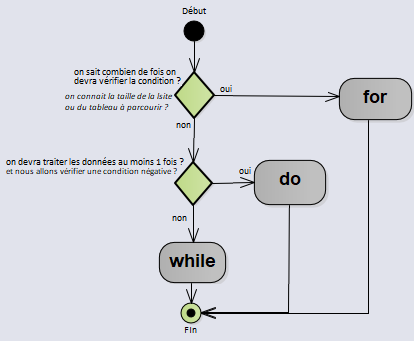 Début
on sait combien de fois on
devra vérifier la condition ?
on connait la taille de la lsite
ou du tableau à parcourir ?
oui
for
non
on devra traiter les données au moins 1 fois ?
et nous allons vérifier une condition négative ?
oui
do
non
while
Fin